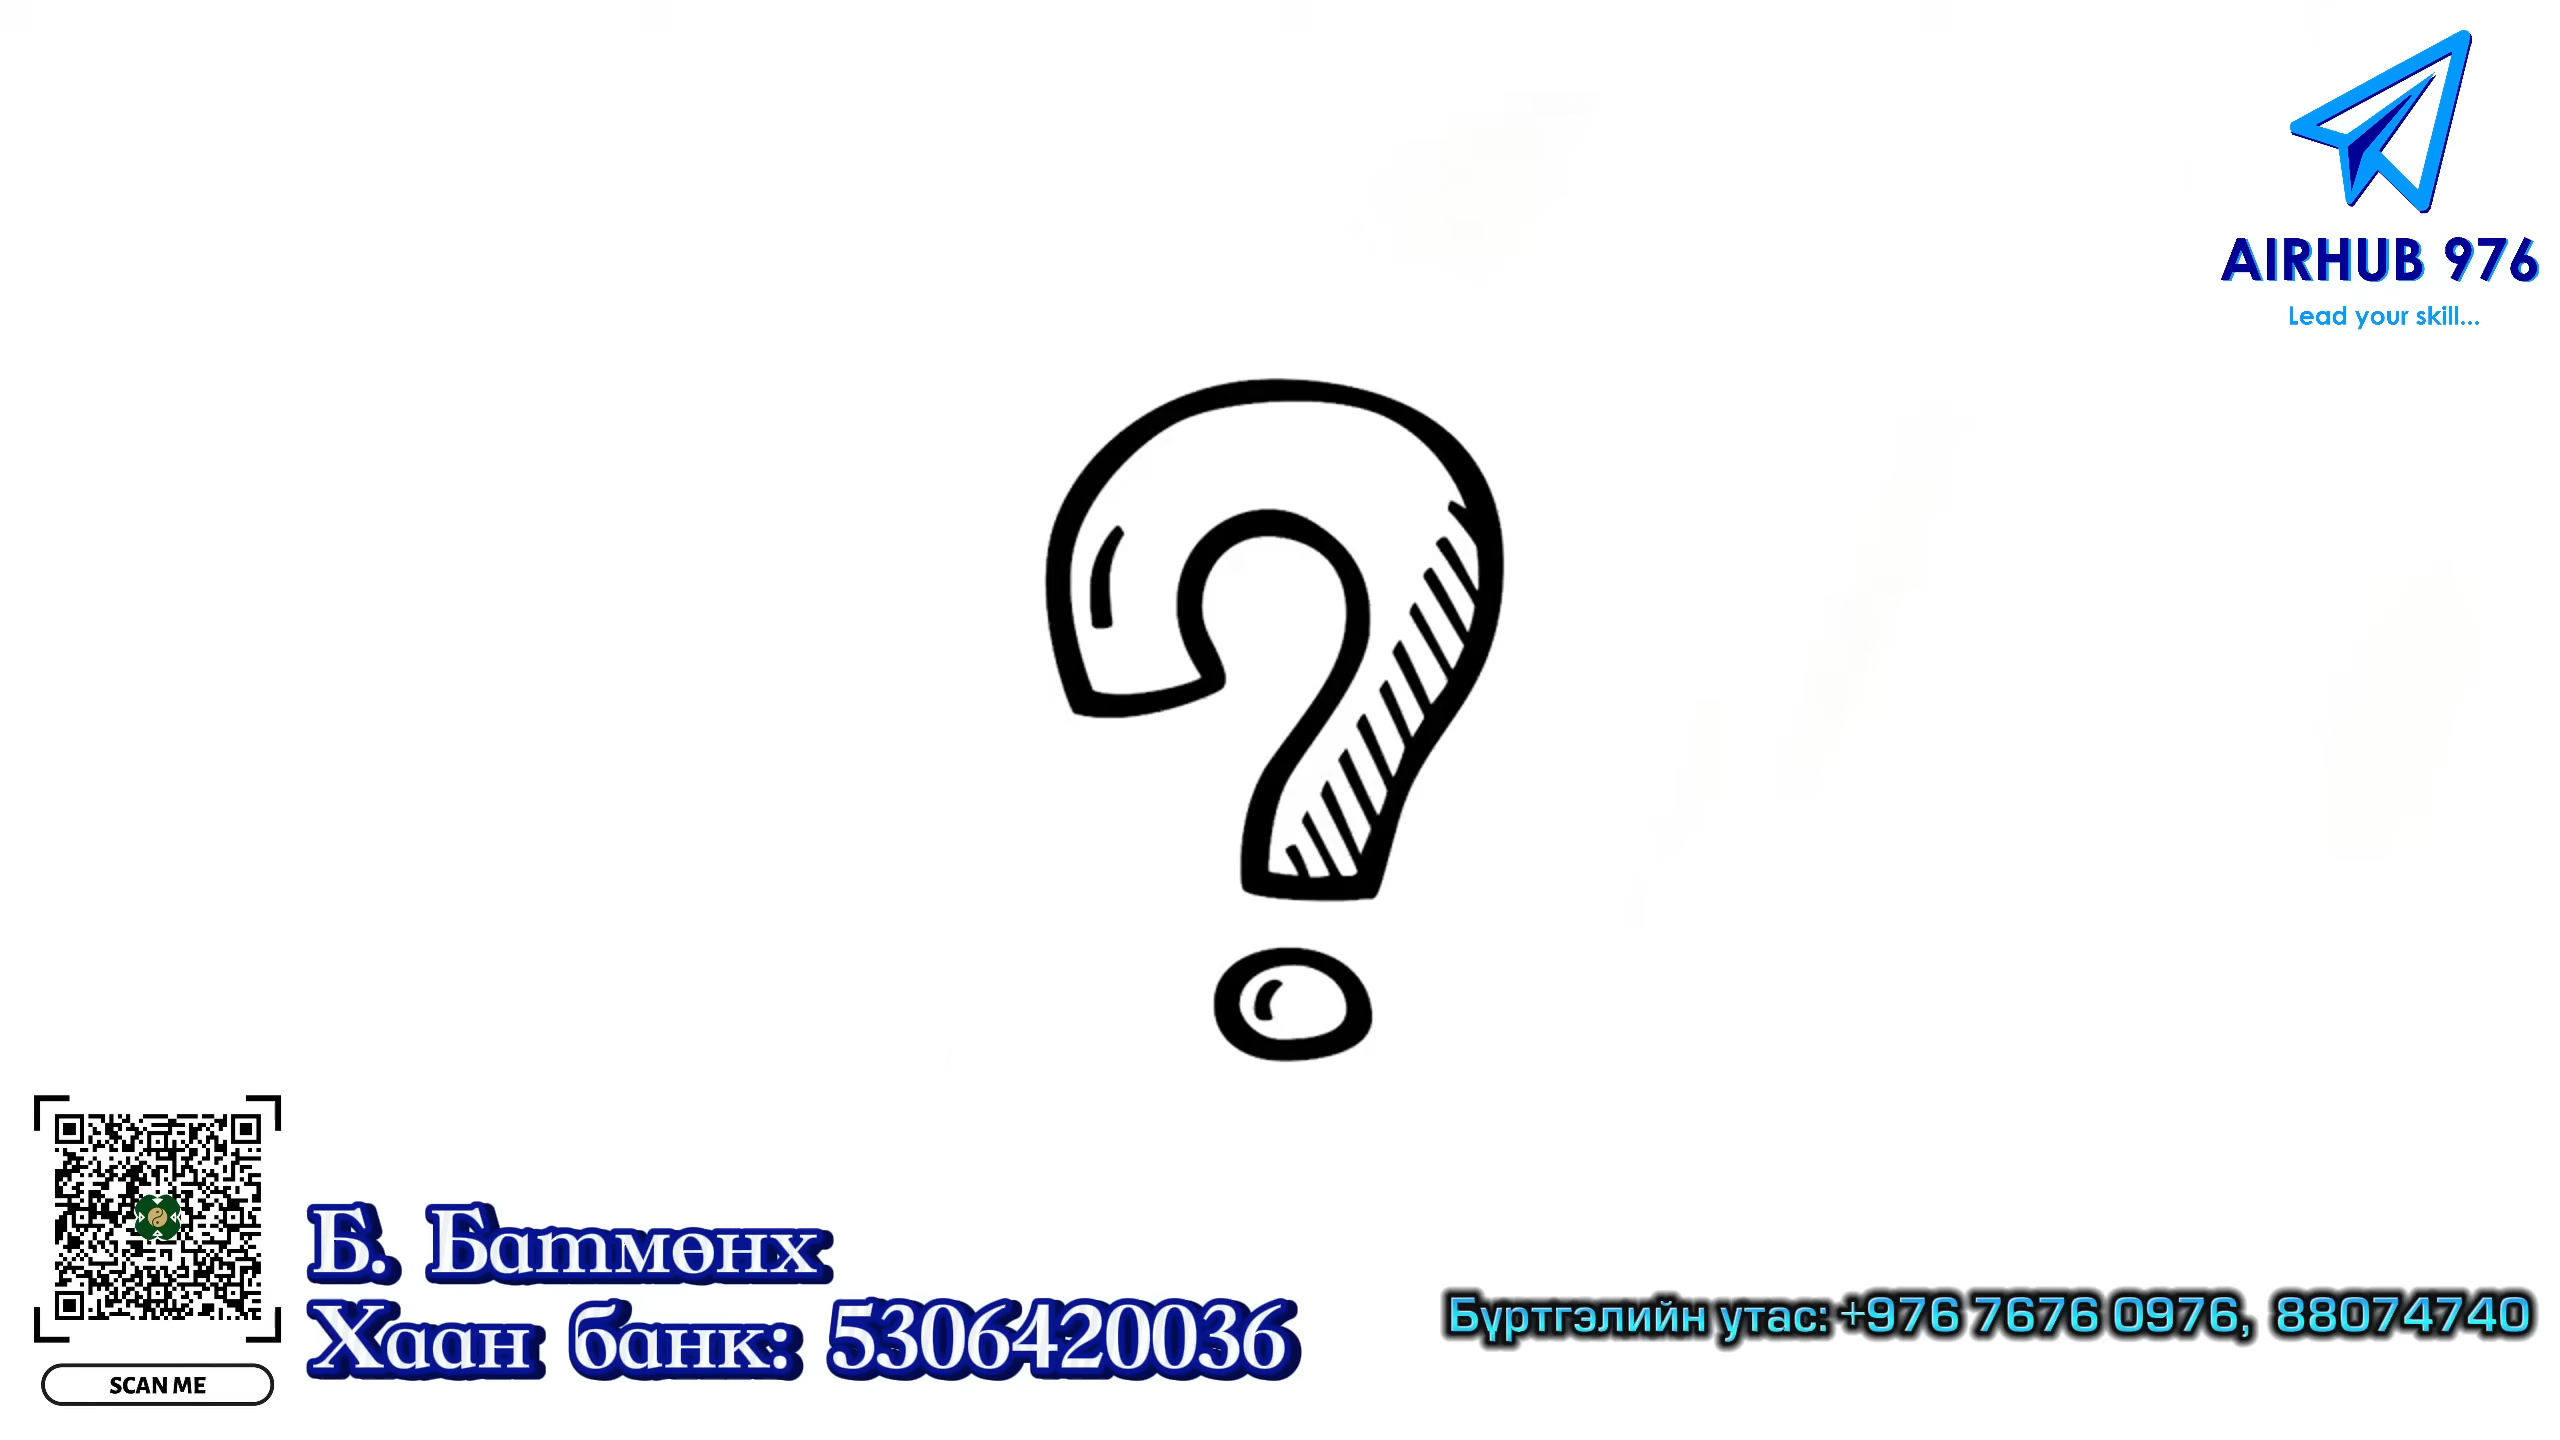 AIRHUB 976
Lead your skill...
?
Б. Батмөнх
Хаан банк: 5306420036
Бүртгэлийн утас: +976 7676 0976, 88074740
SCAN ME